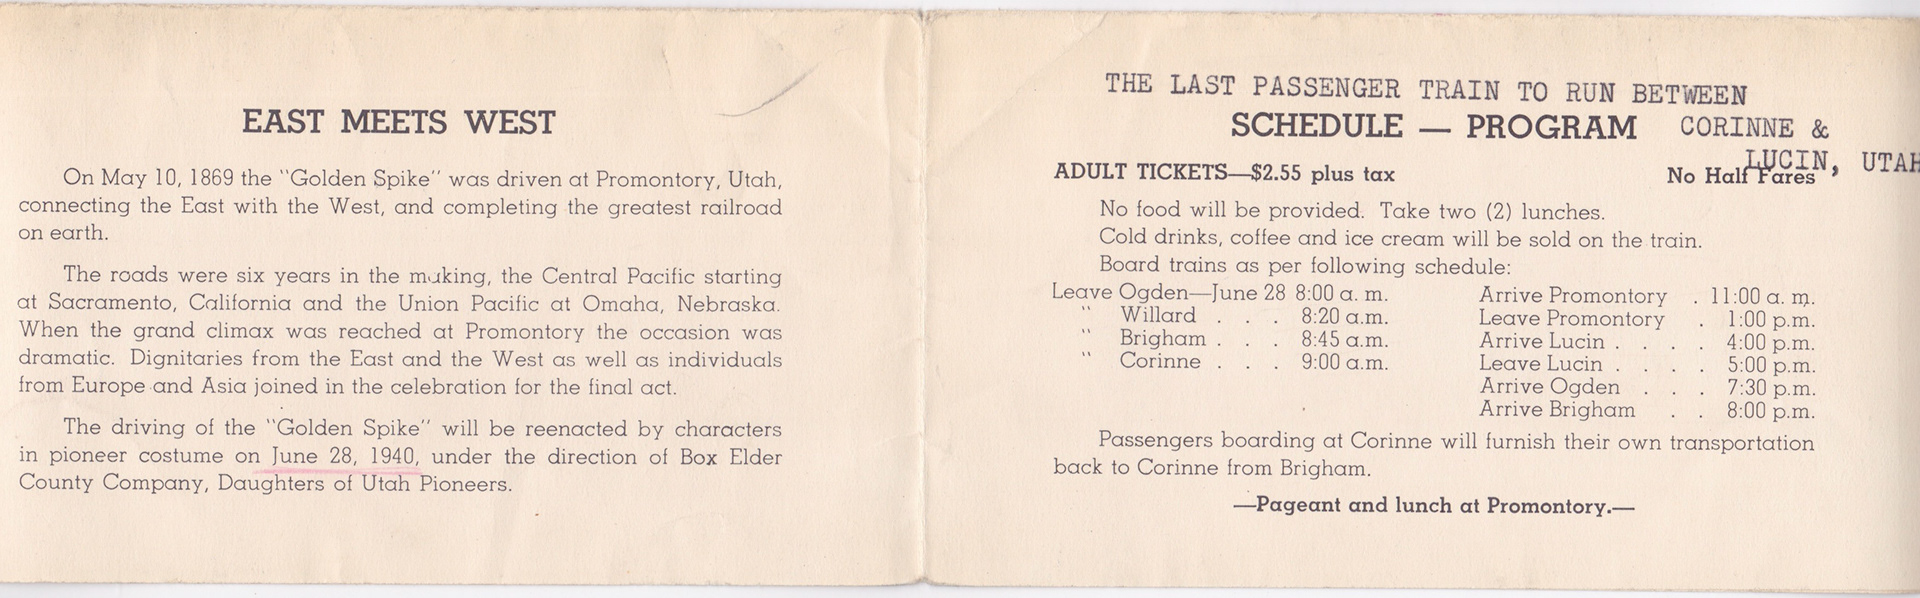 EAST MEETS WEST
On May 10, 1869 the "Golden Spike" was driven at Promontory, Utah,
connecting the East with the West, and completing the greatest railroad
on earth.
The roads were six years in the making, the Central Pacific starting
at Sacramento, California and the Union Pacific at Omaha, Nebraska.
When the grand climax was reached at Promontory the occasion was
dramatic. Dignitaries from the East and the West as well as individuals
from Europe and Asia joined in the celebration for the final act.
The driving of the "Golden Spike" will be reenacted by characters
in pioneer costume on June 28, 1940, under the direction of Box Elder
County Company, Daughters of Utah Pioneers.
THE LAST PASSENGER TRAIN TO RUN BETWEEN
CORINNE &
LUCIN, UTAH
SCHEDULE — PROGRAM
ADULT TICKETS—$2.55 plus tax No Half Fares
No food will be provided. Take two (2) lunches.
Cold drinks, coffee and ice cream will be sold on the train.
Board trains as per following schedule:
Leave Ogden—June 28 8:00 a. m.
" Willard . . . 8:20 a.m.
" Brigham . . . 8:45 a.m.
" Corinne . . . 9:00 a.m.
Arrive Promontory . 11:00 a. m.
Leave Promontory . 1:00 p.m.
Arrive Lucin . . . . 4:00 p.m.
Leave Lucin . . . . 5:00 p.m.
Arrive Ogden . . . 7:30 p.m.
Arrive Brigham . . 8:00 p.m.
Passengers boarding at Corinne will furnish their own transportation
back to Corinne from Brigham.
—Pageant and lunch at Promontory.—